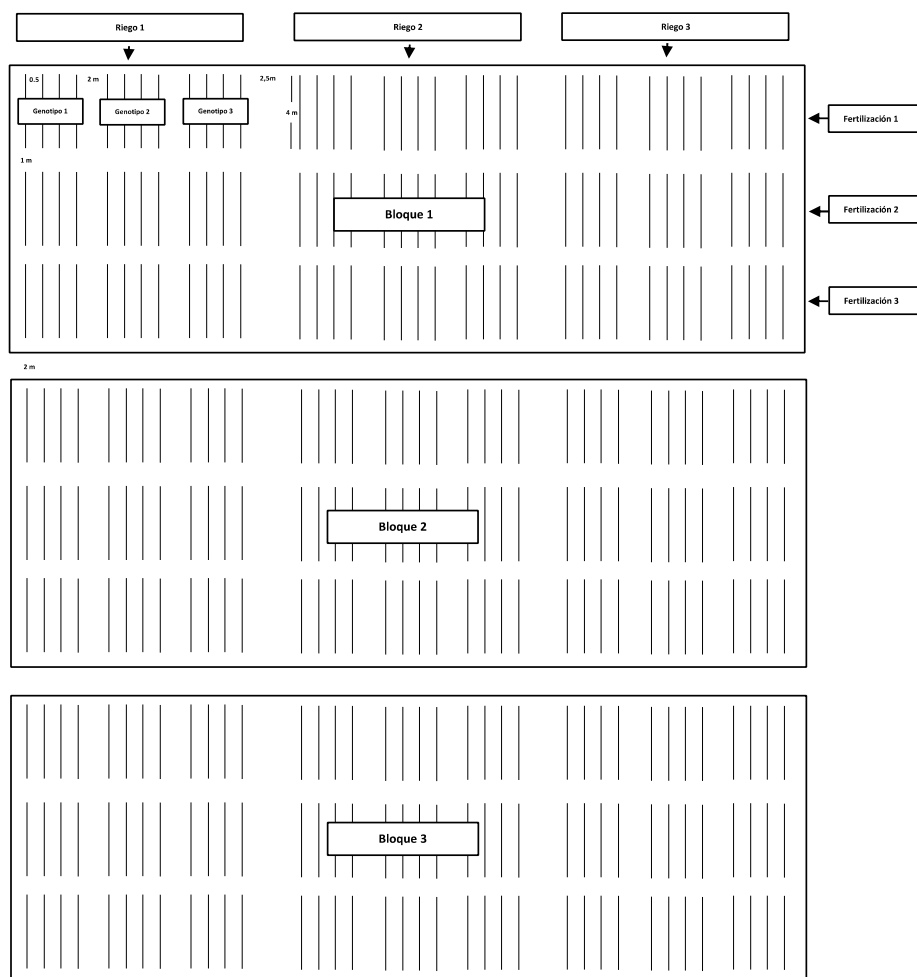 Riego 1
Riego 2
Riego 3
0.5
2 m
2,5m
Genotipo 1
Genotipo 2
Genotipo 3
4 m
Fertilización 1
1 m
Bloque 1
Fertilización 2
Fertilización 3
2 m
Bloque 2
Bloque 3